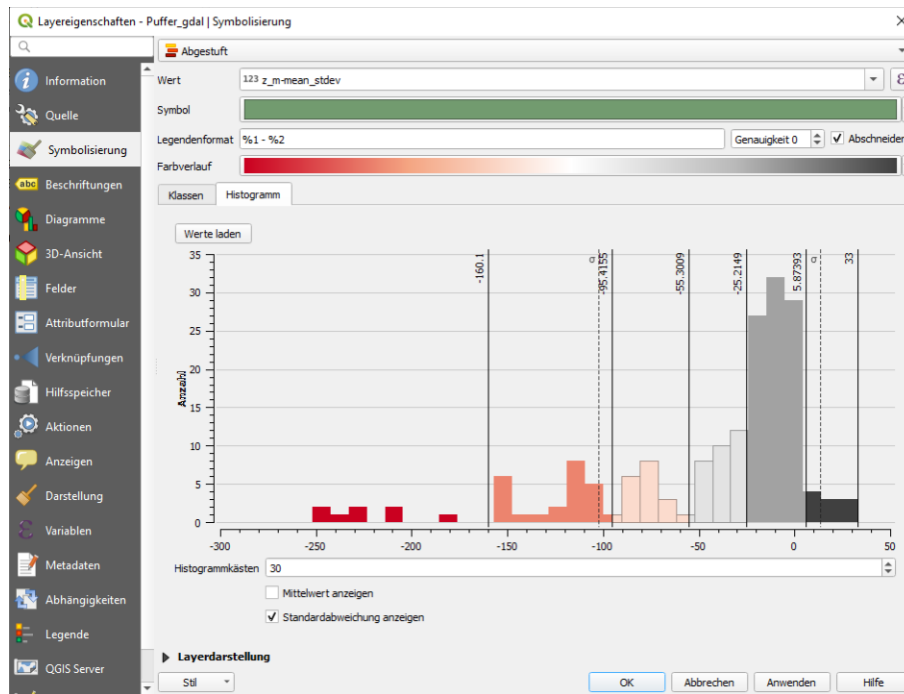 Layereigenschaften - Puffer_gdal | Symbolisierung
Abgestuft
Information
Quelle
Symbolisierung
Beschriftungen
Diagramme
3D-Ansicht
Felder
Attributformular
Verknüpfungen
Hilfsspeicher
Aktionen
Anzeigen
Darstellung
Variablen
Metadaten
Abhängigkeiten
Legende
QGIS Server
Wert 123 z_m-mean_stdev ε
Symbol
Legendenformat %1 - %2 Genauigkeit 0 Abschneiden
Farbverlauf
Klassen Histogramm
Werte laden
35
30
25
20
15
10
5
0
Anzahl
-160.1
σ
-95.4155
-55.3009
-25.2149
5.87393
σ
33
-300 -250 -200 -150 -100 -50 0 50
Histogrammkästen 30
Mittelwert anzeigen
Standardabweichung anzeigen
Layerdarstellung
Stil OK Abbrechen Anwenden Hilfe